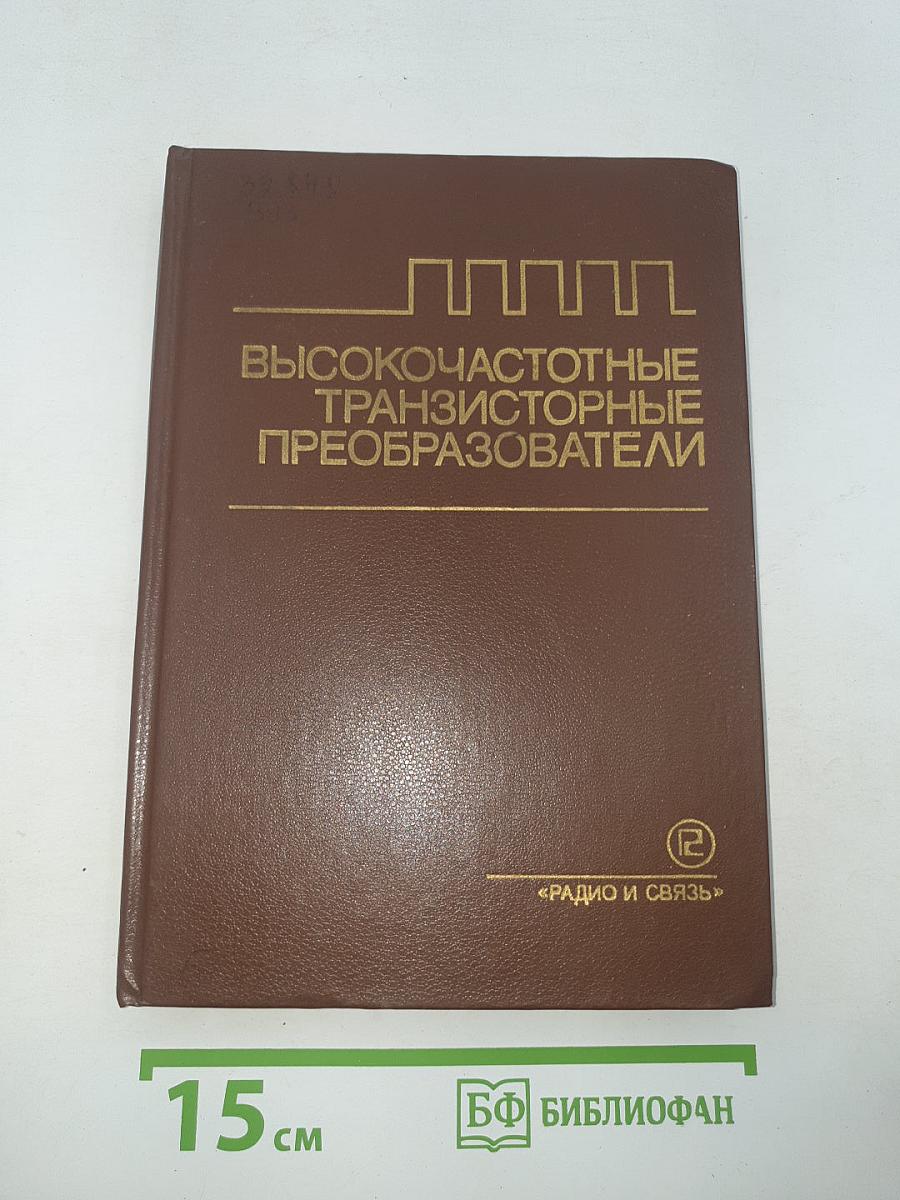 ВЫСОКОЧАСТОТНЫЕ
ТРАНЗИСТОРНЫЕ
ПРЕОБРАЗОВАТЕЛИ
«РАДИО И СВЯЗЬ»
15 см
БФ БИБЛИОФАН